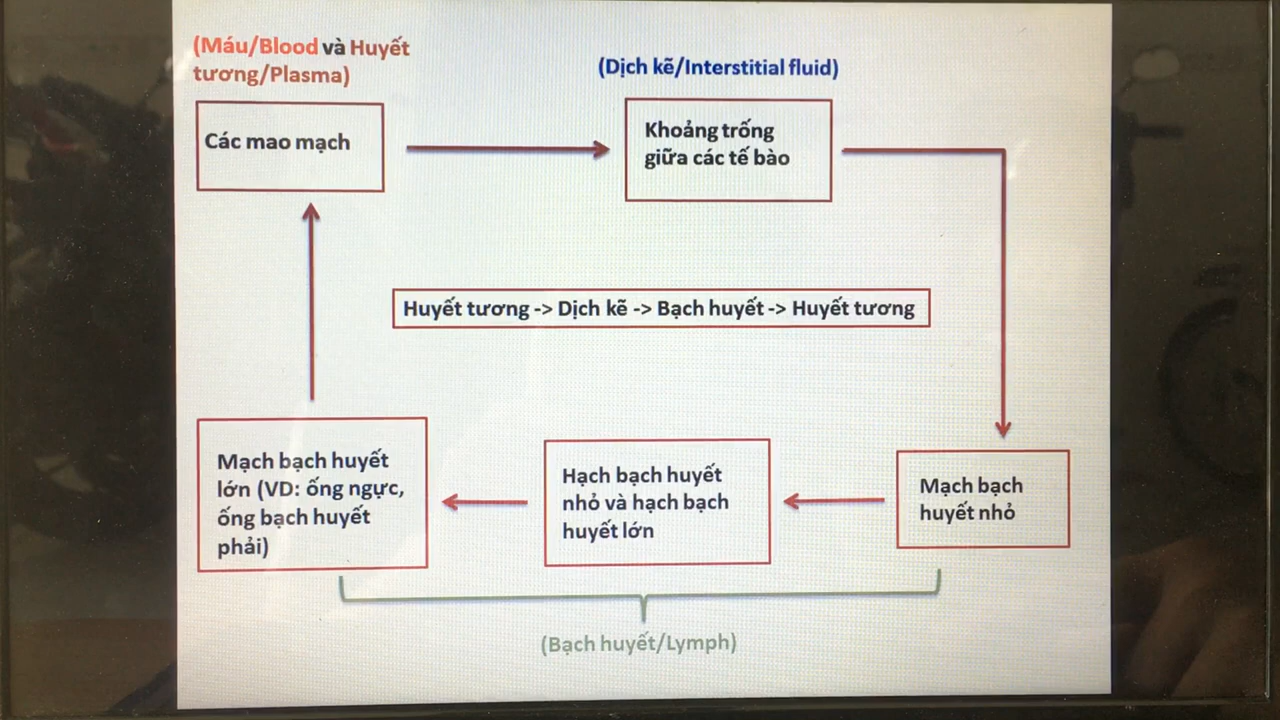 (Máu/Blood và Huyết
tương/Plasma)
(Dịch kẽ/Interstitial fluid)
Các mao mạch
Khoảng trống
giữa các tế bào
Huyết tương -> Dịch kẽ -> Bạch huyết -> Huyết tương
Mạch bạch huyết
lớn (VD: ống ngực,
ống bạch huyết
phải)
Hạch bạch huyết
nhỏ và hạch bạch
huyết lớn
Mạch bạch
huyết nhỏ
(Bạch huyết/Lymph)